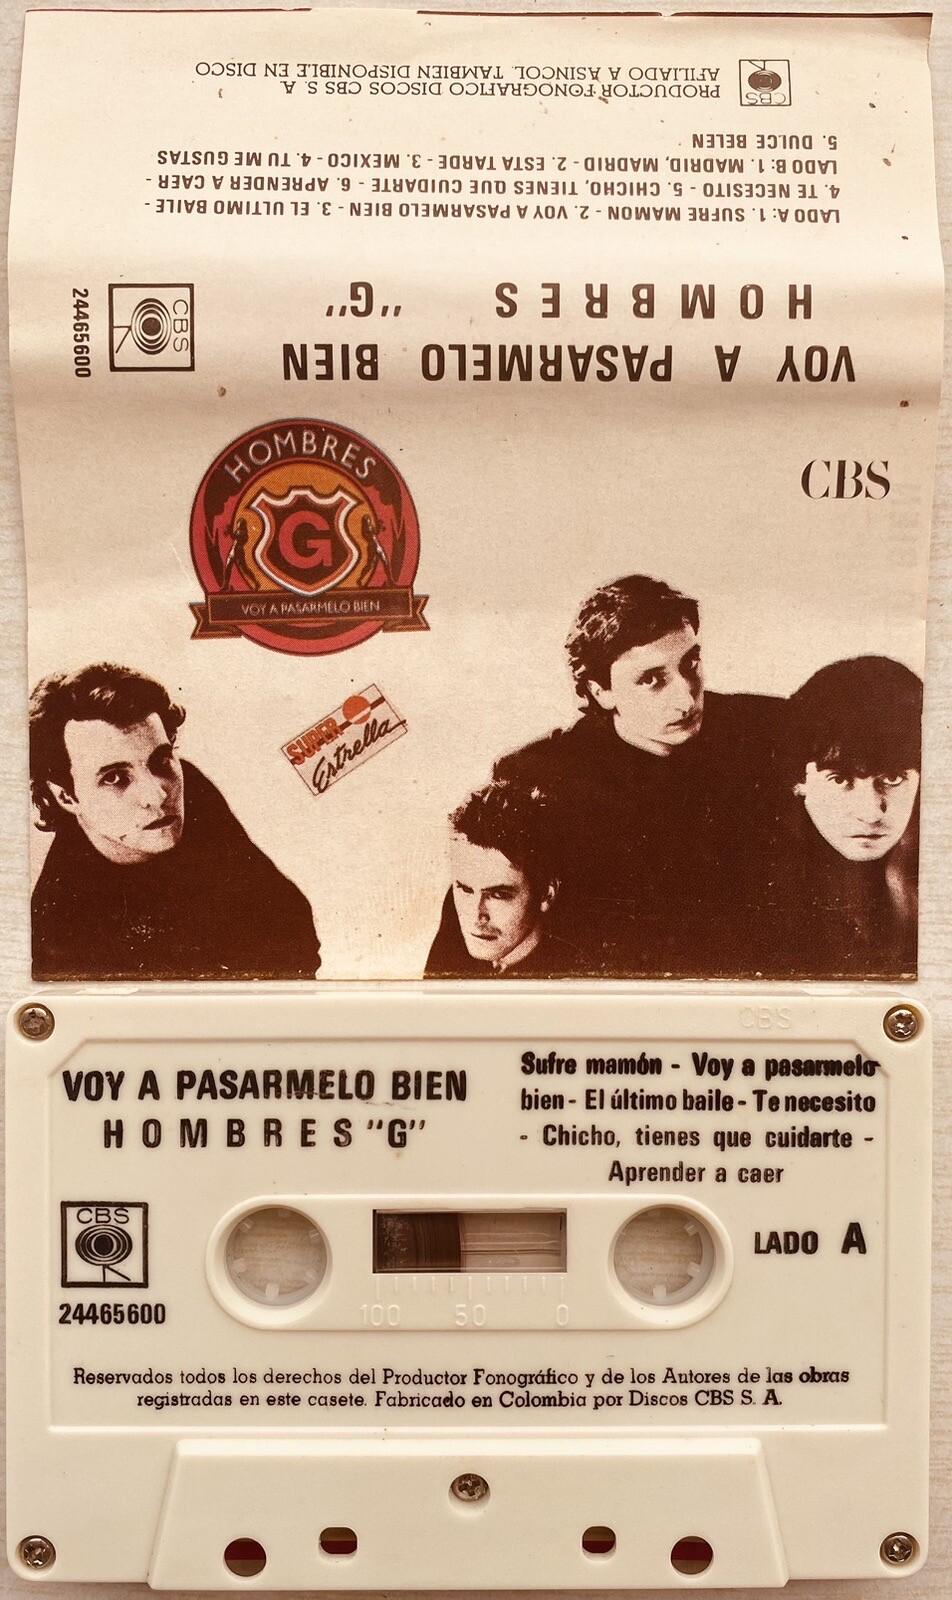 CBS
PRODUCTOR FONOGRAFICO DISCOS CBS S. A.
AFILIADO A ASINCOL. TAMBIEN DISPONIBLE EN DISCO
LADO A: 1. SUFRE MAMON - 2. VOY A PASARMELO BIEN - 3. EL ULTIMO BAILE -
4. TE NECESITO - 5. CHICHO, TIENES QUE CUIDARTE - 6. APRENDER A CAER -
LADO B: 1. MADRID, MADRID - 2. ESTA TARDE - 3. MEXICO - 4. TU ME GUSTAS
5. DULCE BELEN
VOY A PASARMELO BIEN
HOMBRES "G"
CBS
24465600
HOMBRES
G
VOY A PASARMELO BIEN
CBS
SUPER
Estrella
CBS
VOY A PASARMELO BIEN
HOMBRES "G"
Sufre mamón - Voy a pasarmelo
bien - El último baile - Te necesito
- Chicho, tienes que cuidarte -
Aprender a caer
CBS
24465600
LADO A
100 50 0
Reservados todos los derechos del Productor Fonográfico y de los Autores de las obras
registradas en este casete. Fabricado en Colombia por Discos CBS S. A.